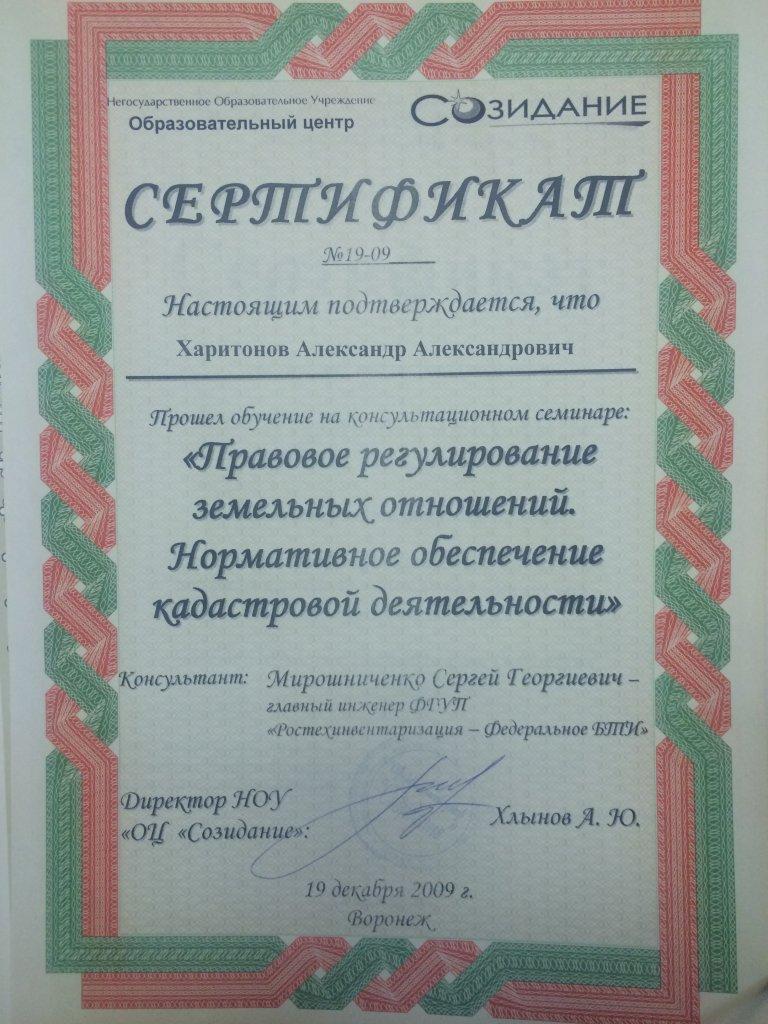 Негосударственное Образовательное Учреждение
Образовательный центр
СОЗИДАНИЕ
СЕРТИФИКАТ
№19-09____
Настоящим подтверждается, что
Харитонов Александр Александрович
Прошел обучение на консультационном семинаре:
«Правовое регулирование
земельных отношений.
Нормативное обеспечение
кадастровой деятельности»
Консультант: Мирошниченко Сергей Георгиевич –
главный инженер ФГУП
«Ростехинвентаризация – Федеральное БТИ»
Директор НОУ
«ОЦ «Созидание»: Хлынов А. Ю.
19 декабря 2009 г.
Воронеж